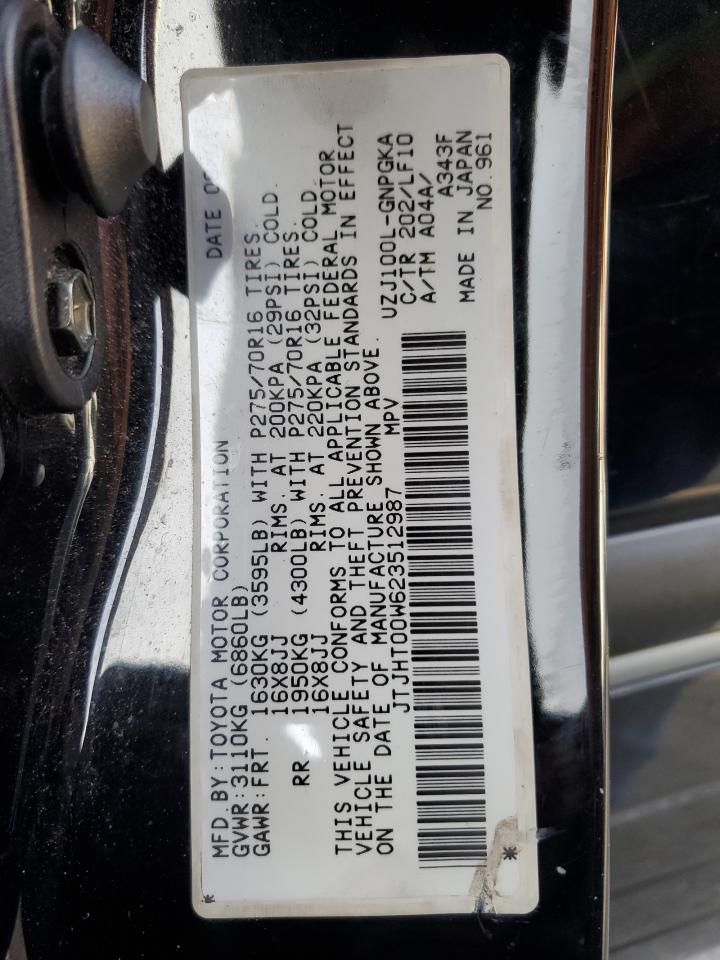 MFD. BY: TOYOTA MOTOR CORPORATION DATE
GVWR: 3110KG (6860LB)
GAWR: FRT. 1630KG (3595LB) WITH P275/70R16 TIRES.
16X8JJ RIMS. AT 200KPA (29PSI) COLD.
RR. 1950KG (4300LB) WITH P275/70R16 TIRES.
16X8JJ RIMS. AT 220KPA (32PSI) COLD.
THIS VEHICLE CONFORMS TO ALL APPLICABLE FEDERAL MOTOR
VEHICLE SAFETY AND THEFT PREVENTION STANDARDS IN EFFECT
ON THE DATE OF MANUFACTURE SHOWN ABOVE.
JTJHT00W623512987 MPV
UZJ100L-GNPGKA
C/TR 202/LF10
A/TM A04A/
A343F
MADE IN JAPAN
NO. 961